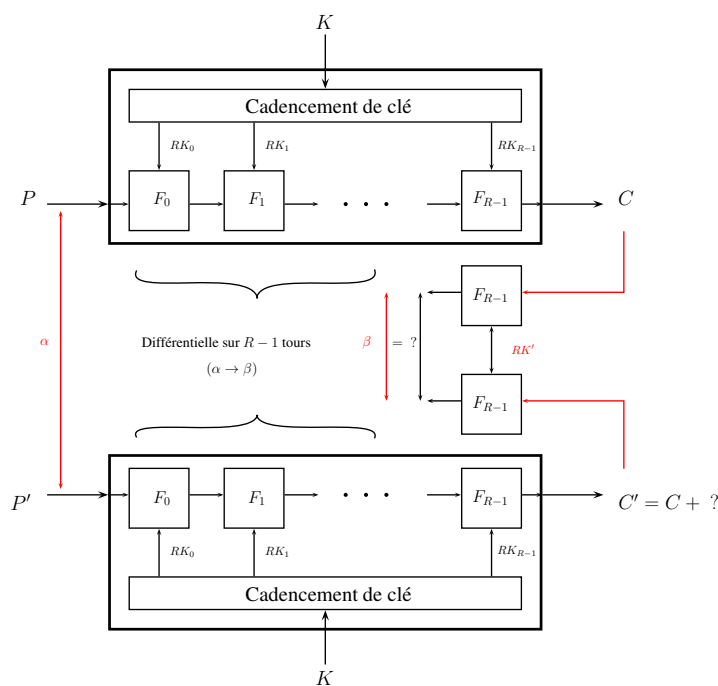 K
Cadencement de clé
RK₀ RK₁ RK_{R−1}
P F₀ F₁ · · · F_{R−1} C
F_{R−1}
α Différentielle sur R − 1 tours β = ? RK′
(α → β)
F_{R−1}
P′ F₀ F₁ · · · F_{R−1} C′ = C + ?
RK₀ RK₁ RK_{R−1}
Cadencement de clé
K